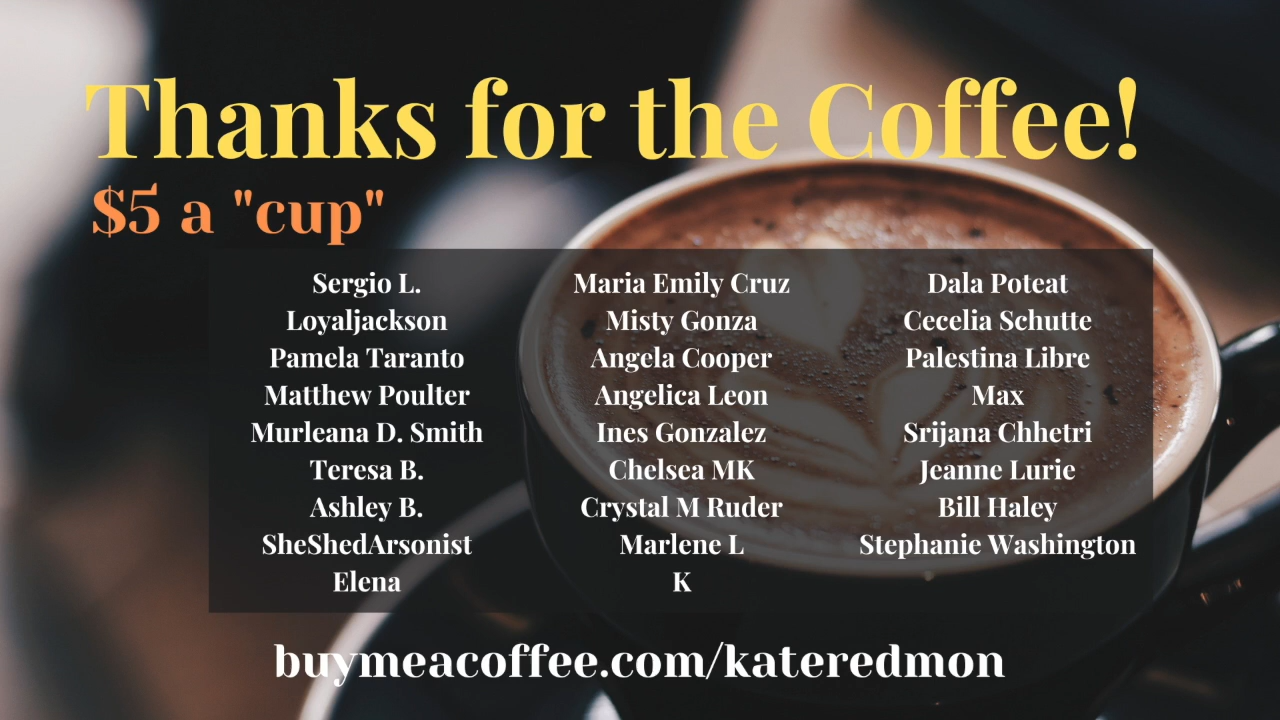 Thanks for the Coffee!
$5 a "cup"
Sergio L.
Loyaljackson
Pamela Taranto
Matthew Poulter
Murleana D. Smith
Teresa B.
Ashley B.
SheShedArsonist
Elena
Maria Emily Cruz
Misty Gonza
Angela Cooper
Angelica Leon
Ines Gonzalez
Chelsea MK
Crystal M Ruder
Marlene L
K
Dala Poteat
Cecelia Schutte
Palestina Libre
Max
Srijana Chhetri
Jeanne Lurie
Bill Haley
Stephanie Washington
buymeacoffee.com/kateredmon